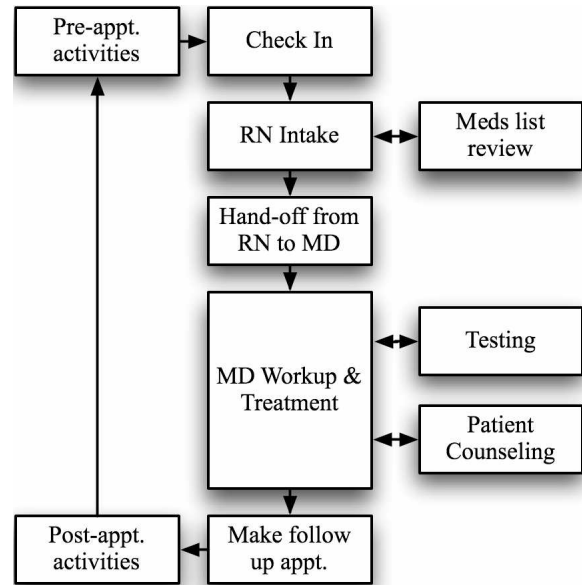 Pre-appt.
activities
Check In
RN Intake
Meds list
review
Hand-off from
RN to MD
MD Workup &
Treatment
Testing
Patient
Counseling
Post-appt.
activities
Make follow
up appt.